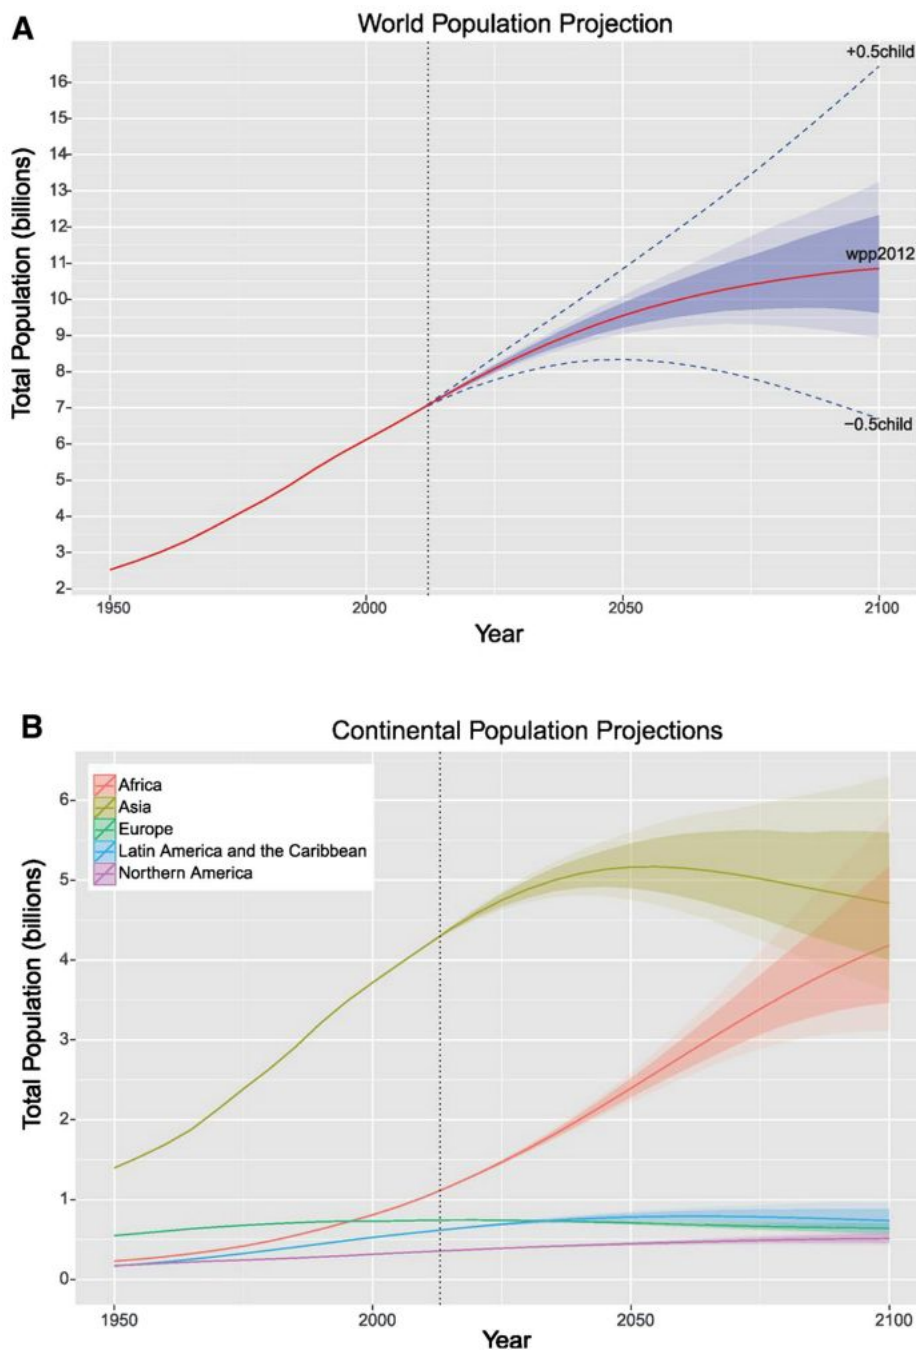 A
World Population Projection
Total Population (billions)
16
15
14
13
12
11
10
9
8
7
6
5
4
3
2
+0.5child
wpp2012
−0.5child
1950
2000
2050
2100
Year
B
Continental Population Projections
Total Population (billions)
6
5
4
3
2
1
0
Africa
Asia
Europe
Latin America and the Caribbean
Northern America
1950
2000
2050
2100
Year